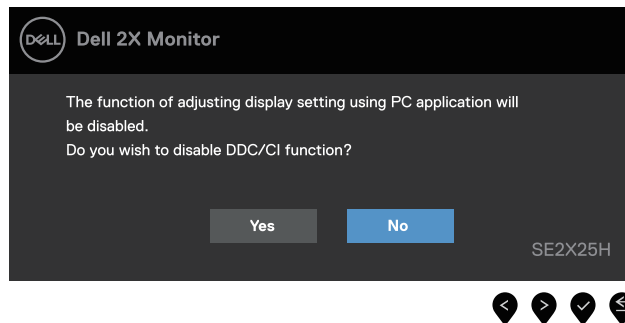 DELL
Dell 2X Monitor
The function of adjusting display setting using PC application will
be disabled.
Do you wish to disable DDC/CI function?
Yes No
SE2X25H